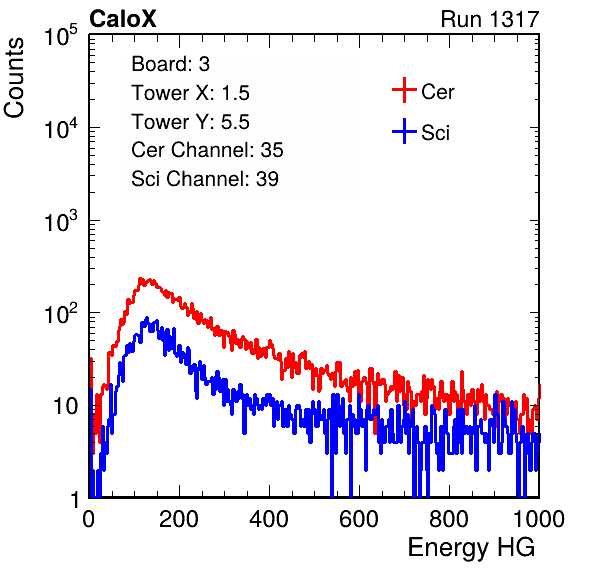 CaloX Run 1317
Counts
10^5
10^4
10^3
10^2
10
1
Board: 3
Tower X: 1.5
Tower Y: 5.5
Cer Channel: 35
Sci Channel: 39
Cer
Sci
0 200 400 600 800 1000
Energy HG